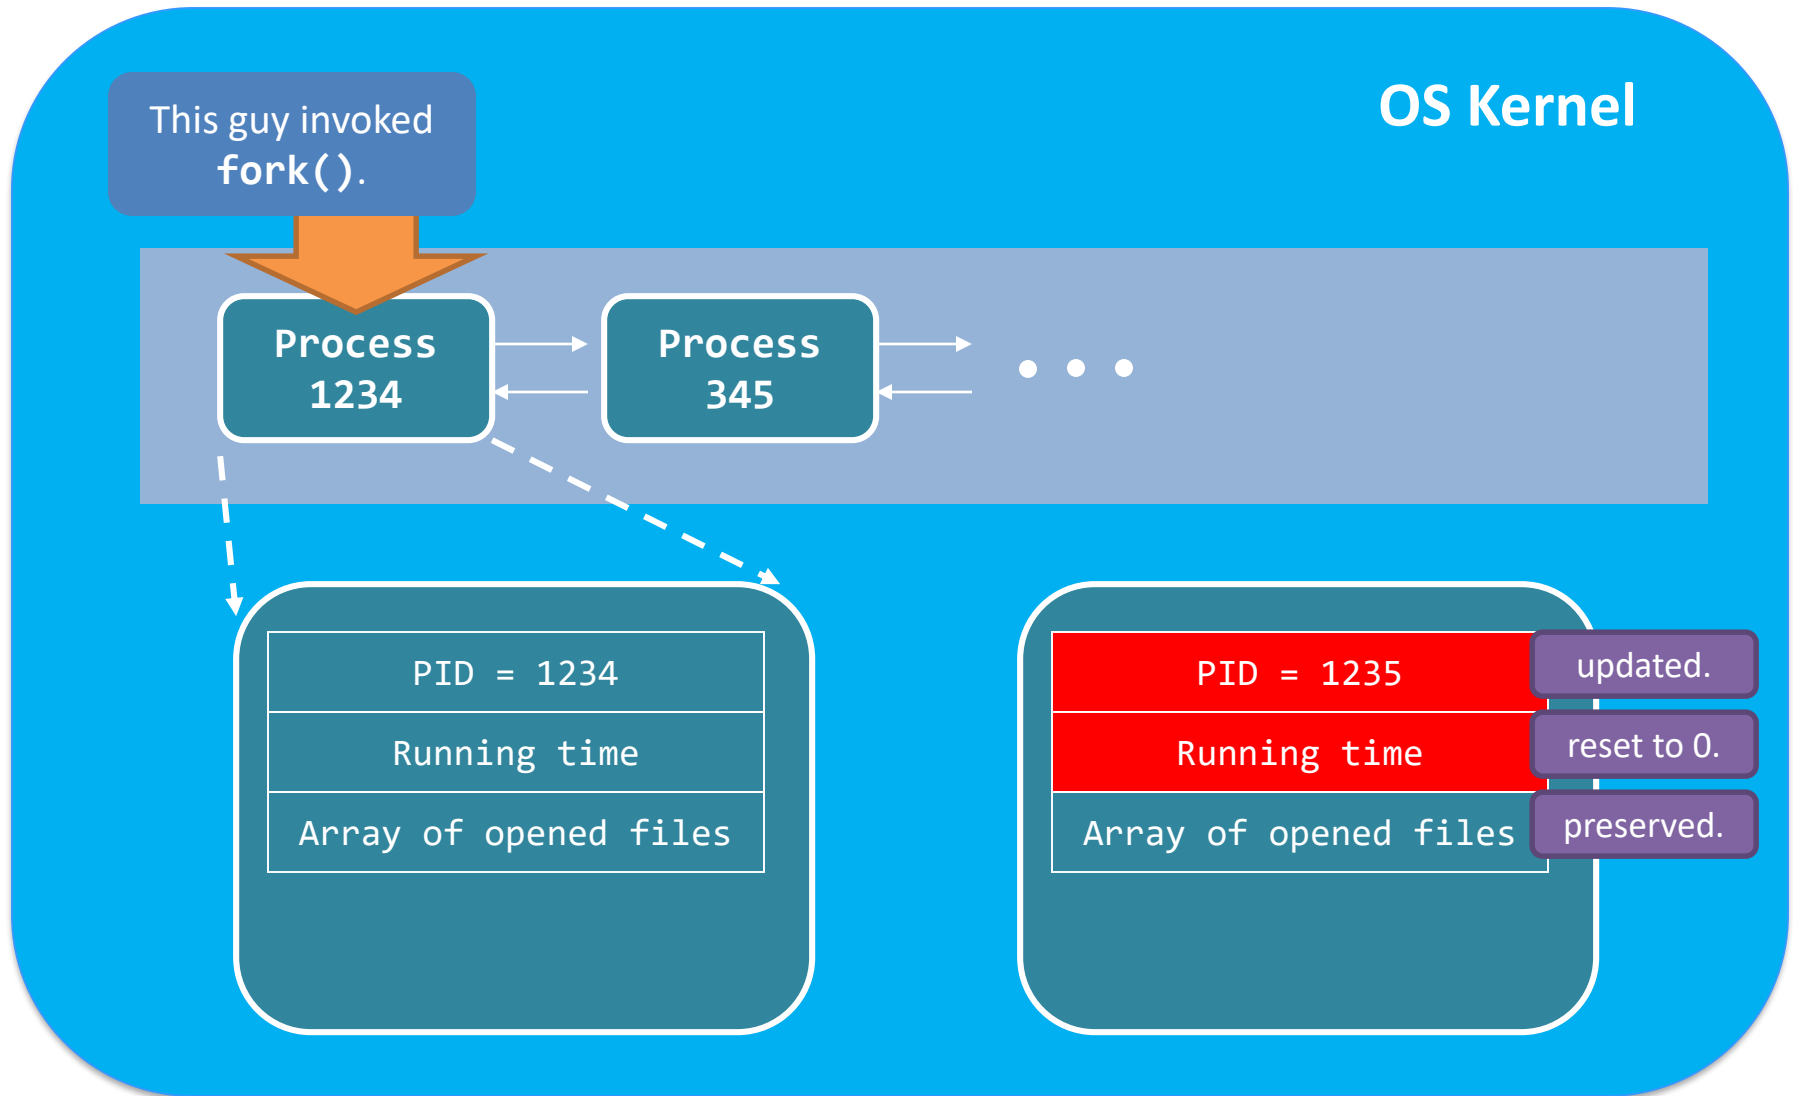 This guy invoked
fork().
OS Kernel
Process
1234
Process
345
PID = 1234
Running time
Array of opened files
PID = 1235
updated.
Running time
reset to 0.
Array of opened files
preserved.